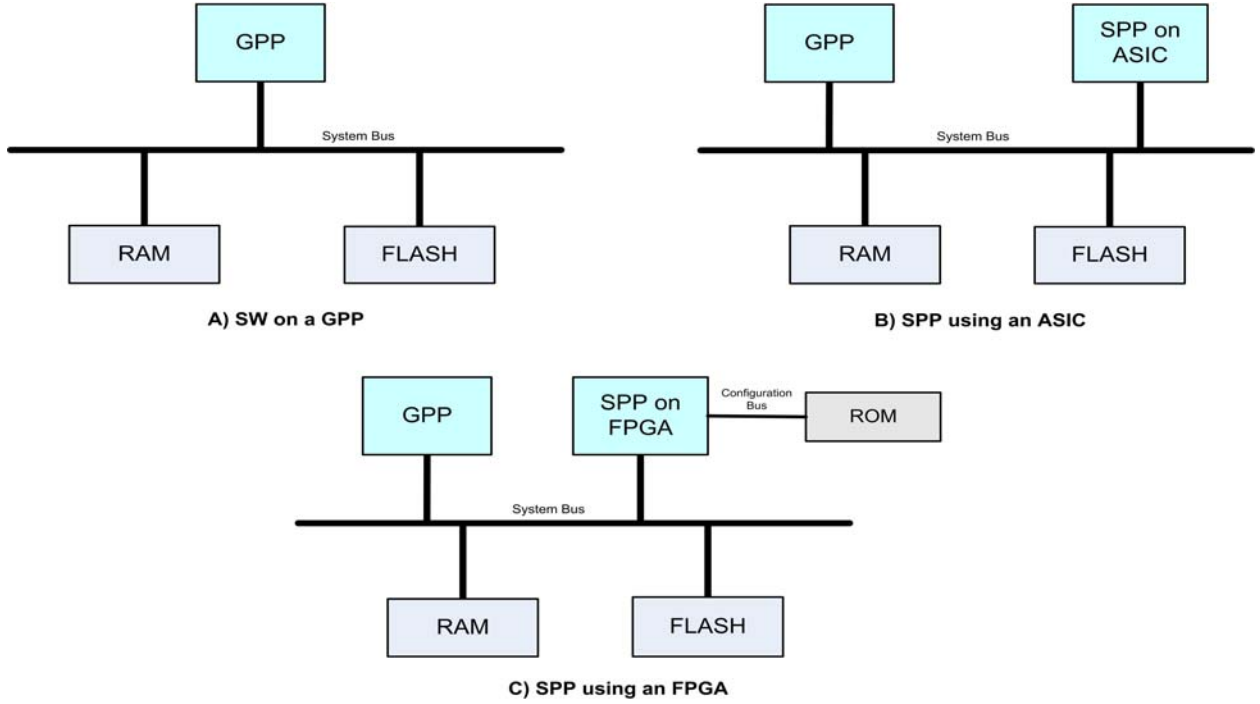 GPP
System Bus
RAM
FLASH
A) SW on a GPP
GPP
SPP on
ASIC
System Bus
RAM
FLASH
B) SPP using an ASIC
GPP
SPP on
FPGA
Configuration
Bus
ROM
System Bus
RAM
FLASH
C) SPP using an FPGA